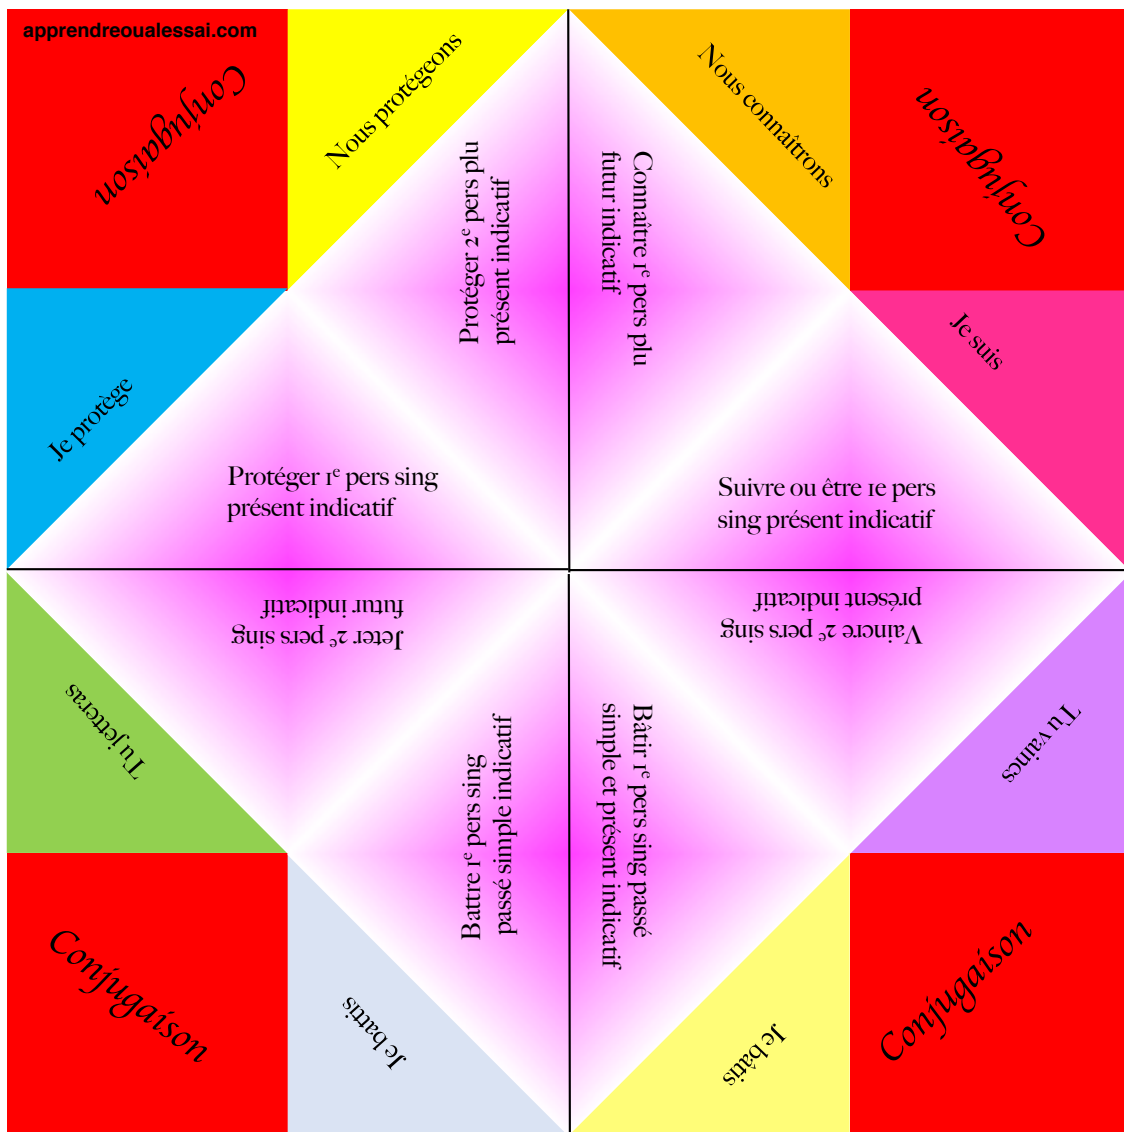 apprendreoualessai.com
Conjugaison
Nous protégeons
Nous connaîtrons
Conjugaison
Protéger 2e pers plu
présent indicatif
Connaître 1e pers plu
futur indicatif
Je protège
Je suis
Protéger 1e pers sing
présent indicatif
Suivre ou être 1e pers
sing présent indicatif
Jeter 2e pers sing
futur indicatif
Vaincre 2e pers sing
présent indicatif
Tu jetteras
Tu vaincs
Battre 1e pers sing
passé simple indicatif
Bâtir 1e pers sing passé
simple et présent indicatif
Conjugaison
Je battis
Je bâtis
Conjugaison